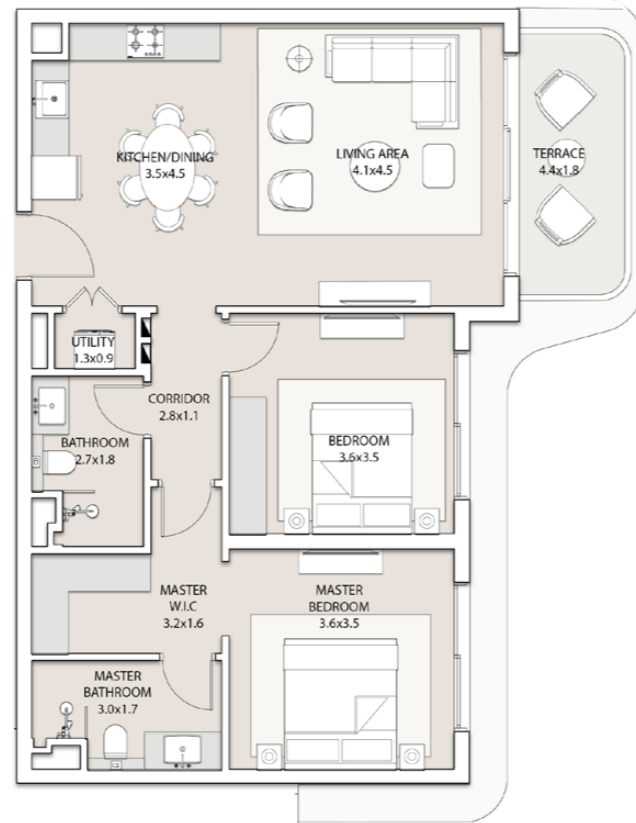 KITCHEN/DINING
3.5x4.5
LIVING AREA
4.1x4.5
TERRACE
4.4x1.8
UTILITY
1.3x0.9
CORRIDOR
2.8x1.1
BATHROOM
2.7x1.8
BEDROOM
3.6x3.5
MASTER
W.I.C
3.2x1.6
MASTER
BEDROOM
3.6x3.5
MASTER
BATHROOM
3.0x1.7